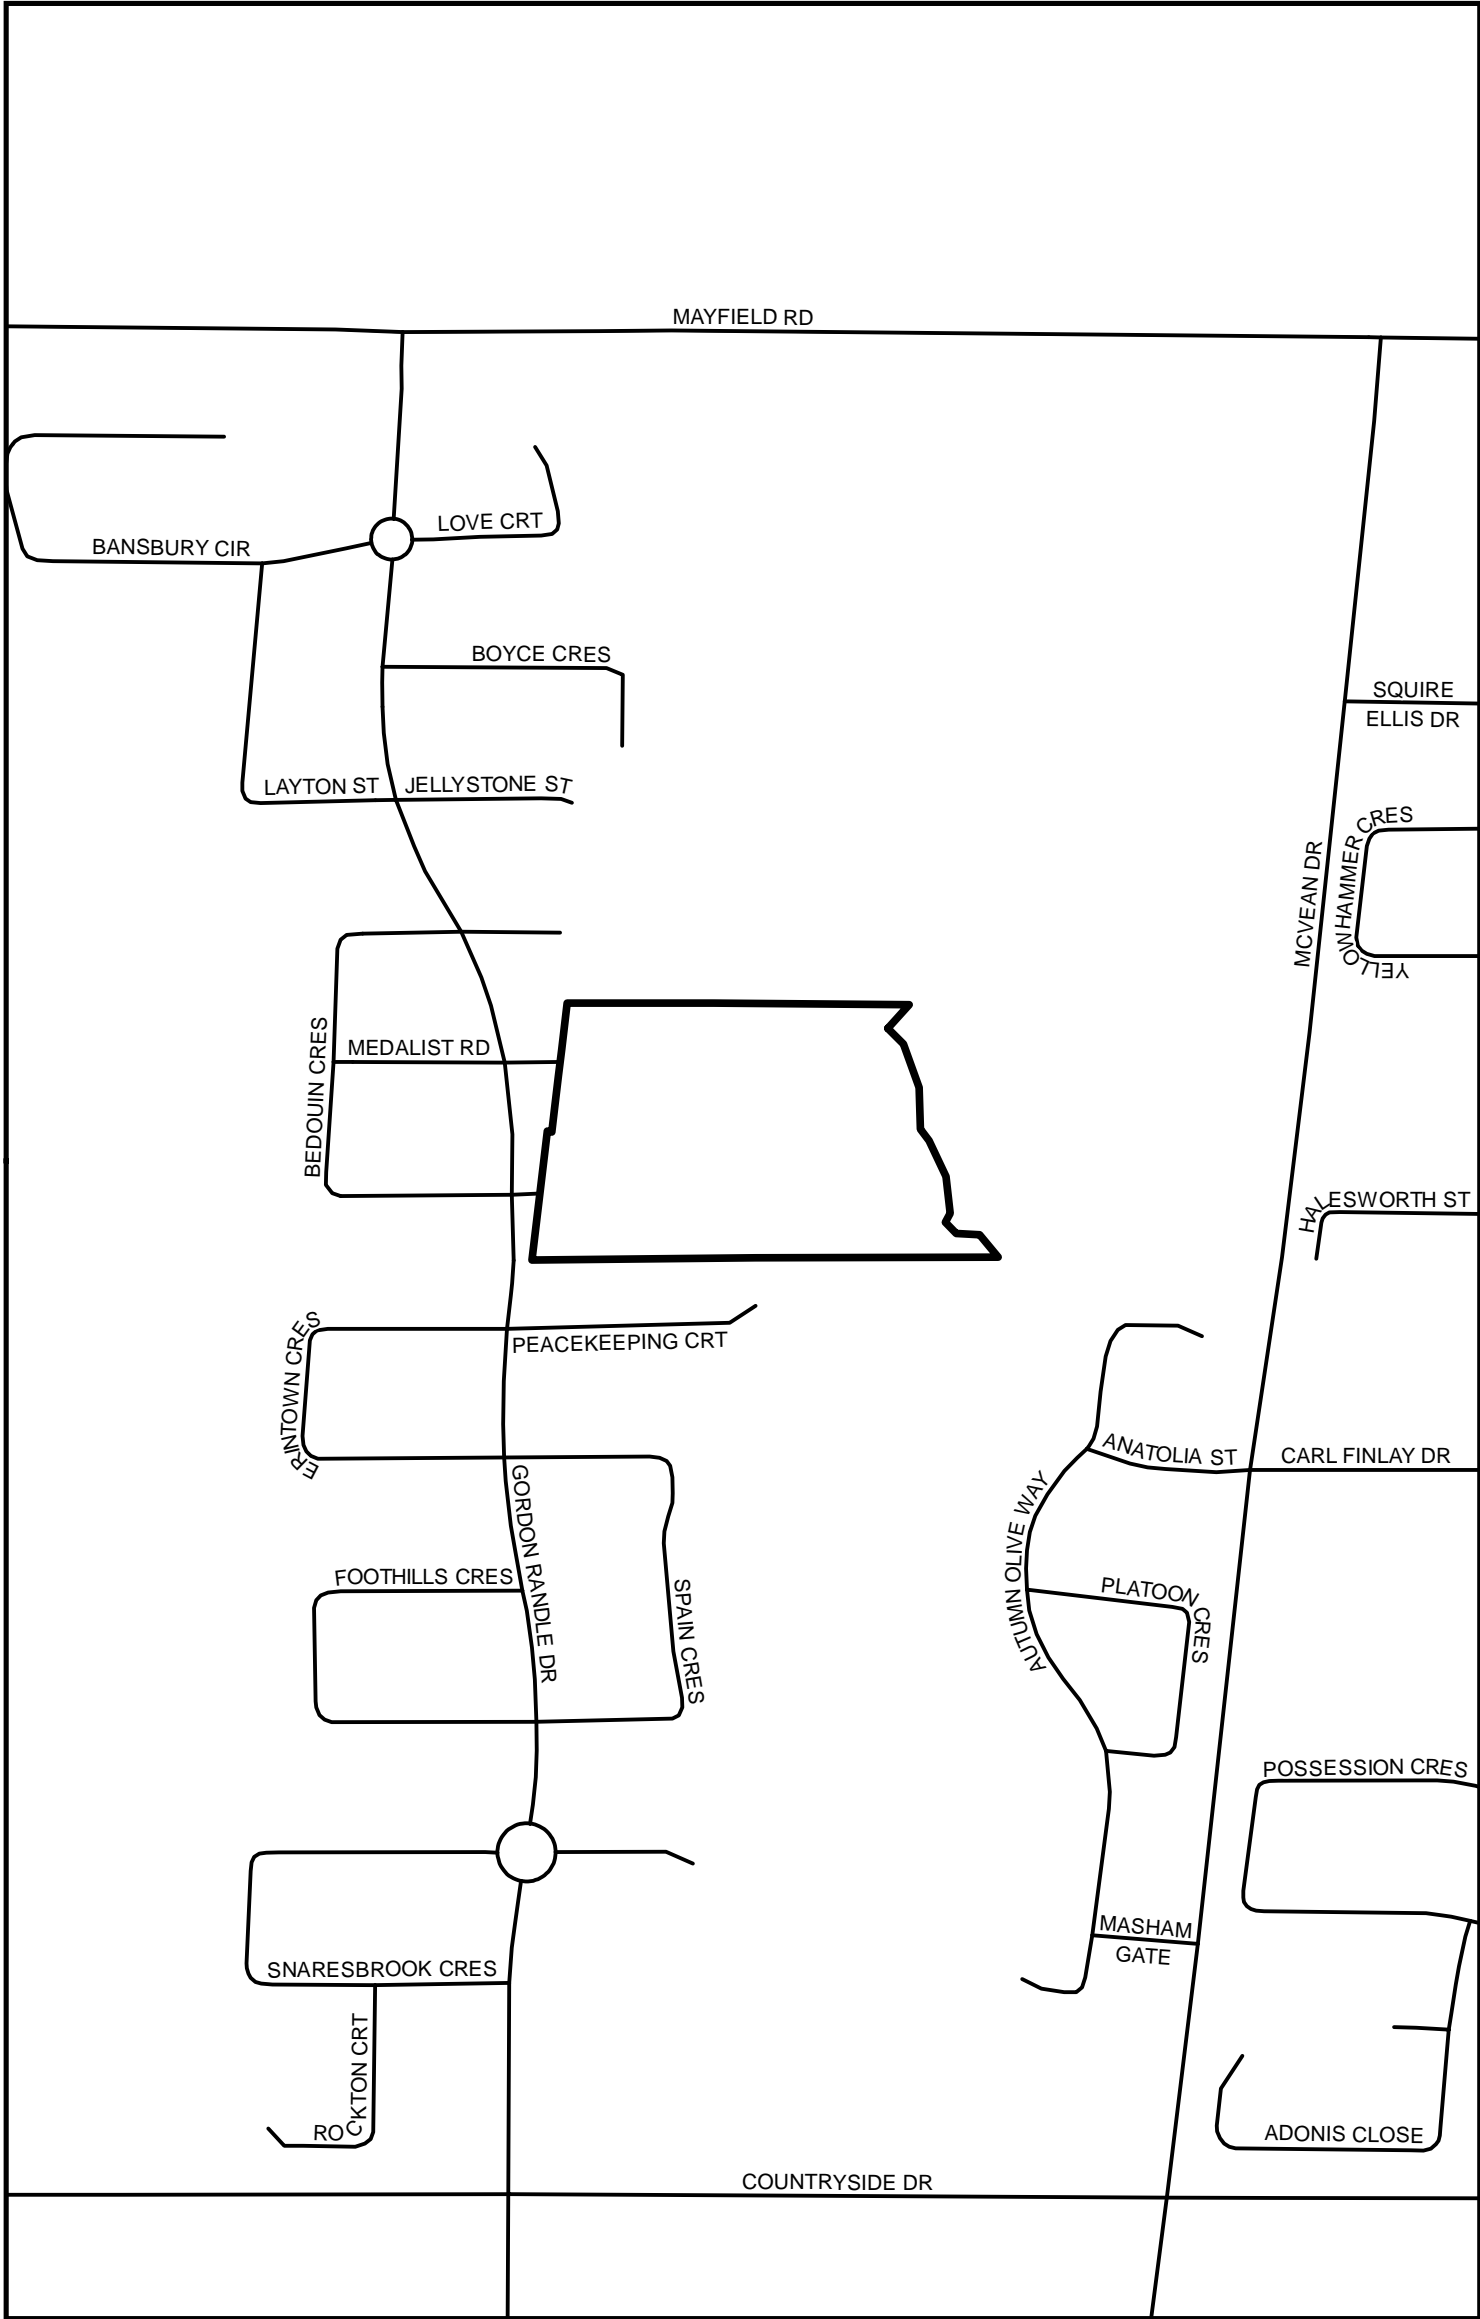 MAYFIELD RD
LOVE CRT
BANSBURY CIR
BOYCE CRES
SQUIRE
ELLIS DR
LAYTON ST
JELLYSTONE ST
YELLOWHAMMER CRES
MCVEAN DR
MEDALIST RD
BEDOUIN CRES
HALESWORTH ST
ERINTOWN CRES
PEACEKEEPING CRT
ANATOLIA ST
CARL FINLAY DR
GORDON RANDLE DR
AUTUMN OLIVE WAY
FOOTHILLS CRES
SPAIN CRES
PLATOON CRES
POSSESSION CRES
MASHAM
GATE
SNARESBROOK CRES
ROCKTON CRT
ADONIS CLOSE
COUNTRYSIDE DR